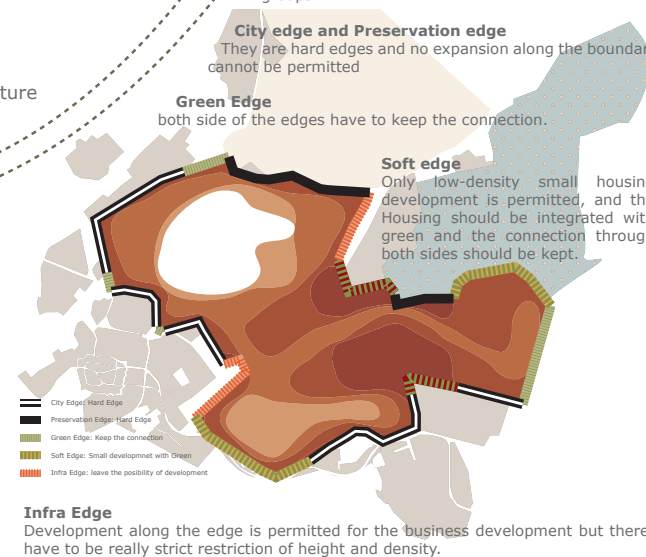 City edge and Preservation edge
They are hard edges and no expansion along the boundar
cannot be permitted
ture
Green Edge
both side of the edges have to keep the connection.
Soft edge
Only low-density small housin
development is permitted, and th
Housing should be integrated wit
green and the connection throug
both sides should be kept.
City Edge: Hard Edge
Preservation Edge: Hard Edge
Green Edge: Keep the connection
Soft Edge: Small developmnet with Green
Infra Edge: leave the posibility of development
Infra Edge
Development along the edge is permitted for the business development but there
have to be really strict restriction of height and density.